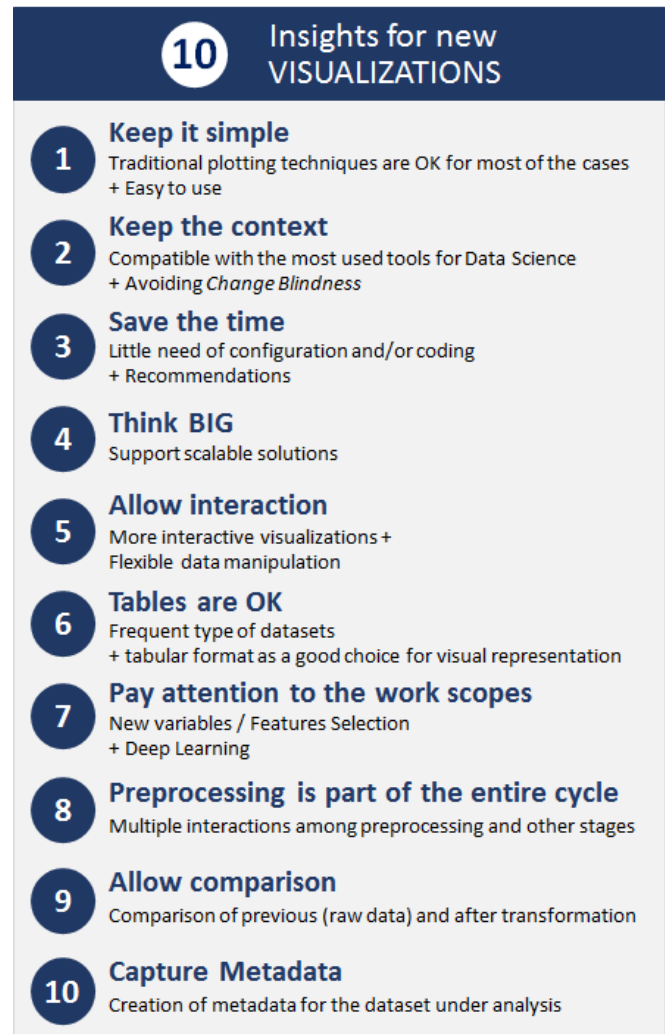 10
Insights for new
VISUALIZATIONS
1
Keep it simple
Traditional plotting techniques are OK for most of the cases
+ Easy to use
2
Keep the context
Compatible with the most used tools for Data Science
+ Avoiding Change Blindness
3
Save the time
Little need of configuration and/or coding
+ Recommendations
4
Think BIG
Support scalable solutions
5
Allow interaction
More interactive visualizations +
Flexible data manipulation
6
Tables are OK
Frequent type of datasets
+ tabular format as a good choice for visual representation
7
Pay attention to the work scopes
New variables / Features Selection
+ Deep Learning
8
Preprocessing is part of the entire cycle
Multiple interactions among preprocessing and other stages
9
Allow comparison
Comparison of previous (raw data) and after transformation
10
Capture Metadata
Creation of metadata for the dataset under analysis